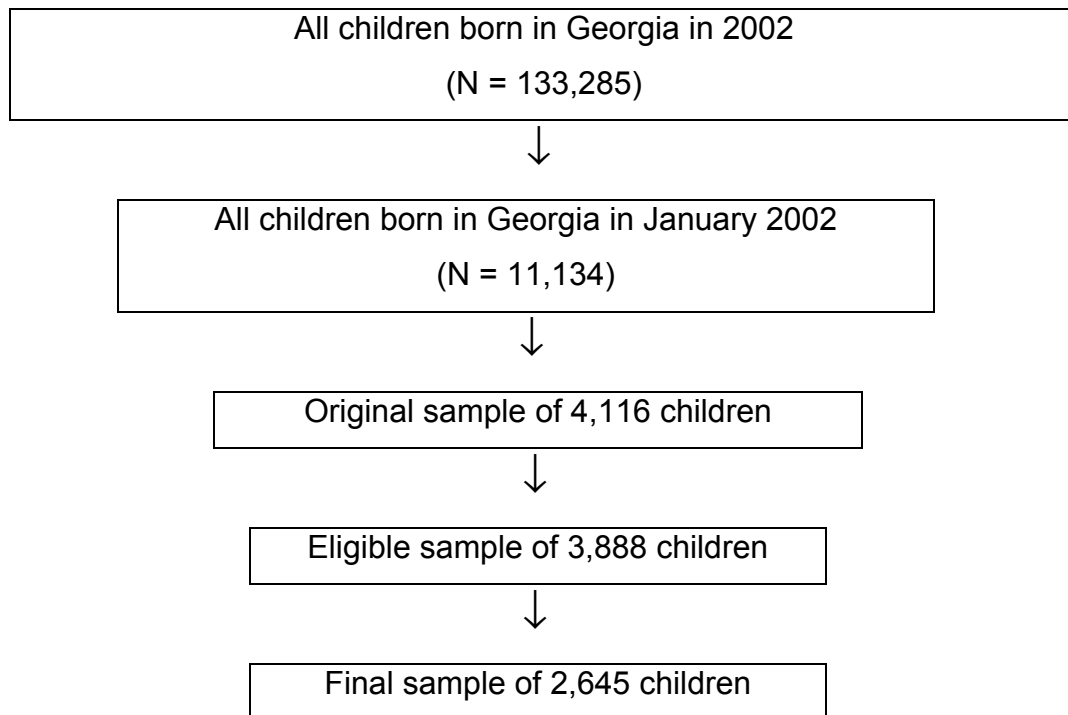 All children born in Georgia in 2002
(N = 133,285)
All children born in Georgia in January 2002
(N = 11,134)
Original sample of 4,116 children
Eligible sample of 3,888 children
Final sample of 2,645 children